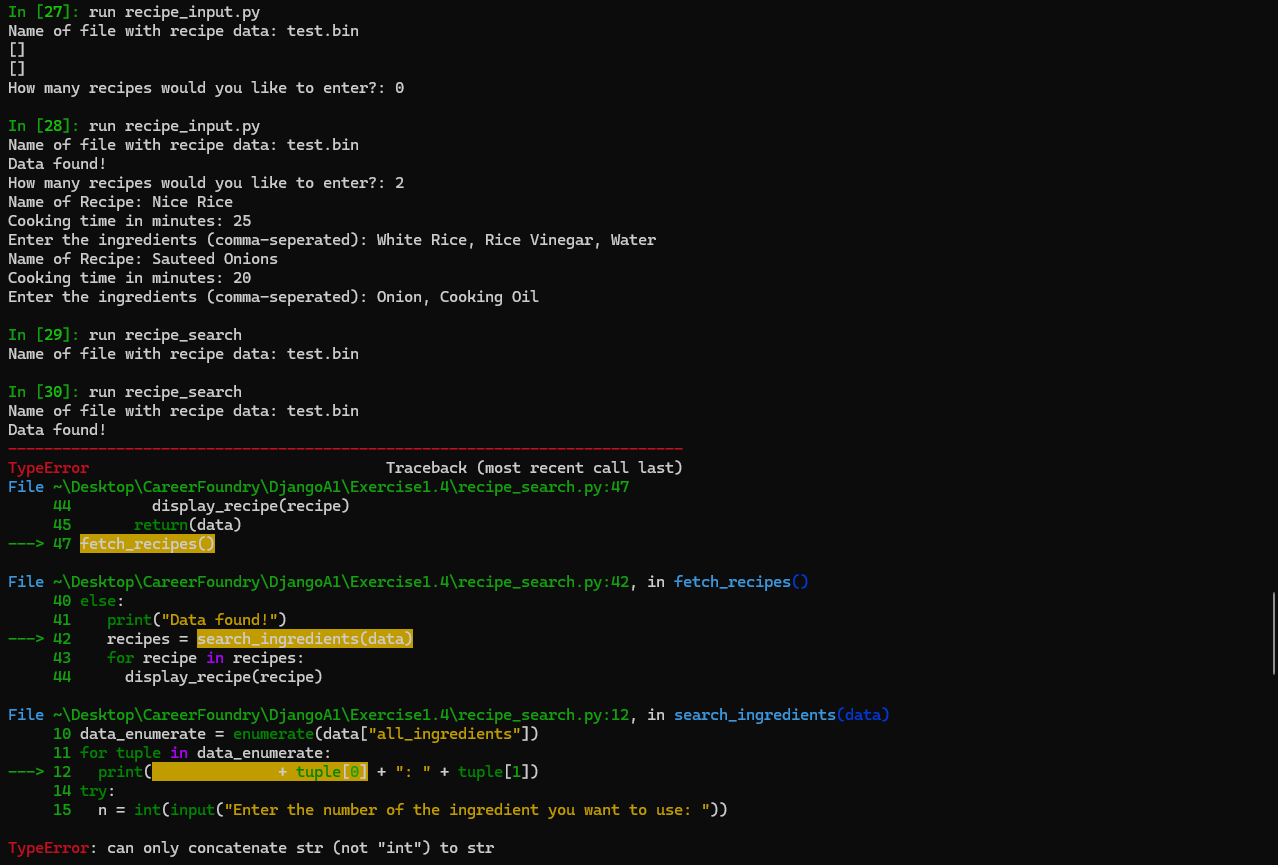 In [27]: run recipe_input.py
Name of file with recipe data: test.bin
[]
[]
How many recipes would you like to enter?: 0
In [28]: run recipe_input.py
Name of file with recipe data: test.bin
Data found!
How many recipes would you like to enter?: 2
Name of Recipe: Nice Rice
Cooking time in minutes: 25
Enter the ingredients (comma-seperated): White Rice, Rice Vinegar, Water
Name of Recipe: Sauteed Onions
Cooking time in minutes: 20
Enter the ingredients (comma-seperated): Onion, Cooking Oil
In [29]: run recipe_search
Name of file with recipe data: test.bin
In [30]: run recipe_search
Name of file with recipe data: test.bin
Data found!
---------------------------------------------------------------------------
TypeError                                 Traceback (most recent call last)
File ~\Desktop\CareerFoundry\DjangoA1\Exercise1.4\recipe_search.py:47
     44         display_recipe(recipe)
     45       return(data)
---> 47 fetch_recipes()
File ~\Desktop\CareerFoundry\DjangoA1\Exercise1.4\recipe_search.py:42, in fetch_recipes()
     40 else:
     41    print("Data found!")
---> 42    recipes = search_ingredients(data)
     43    for recipe in recipes:
     44      display_recipe(recipe)
File ~\Desktop\CareerFoundry\DjangoA1\Exercise1.4\recipe_search.py:12, in search_ingredients(data)
     10 data_enumerate = enumerate(data["all_ingredients"])
     11 for tuple in data_enumerate:
---> 12   print(              + tuple[0] + ": " + tuple[1])
     14 try:
     15   n = int(input("Enter the number of the ingredient you want to use: "))
TypeError: can only concatenate str (not "int") to str